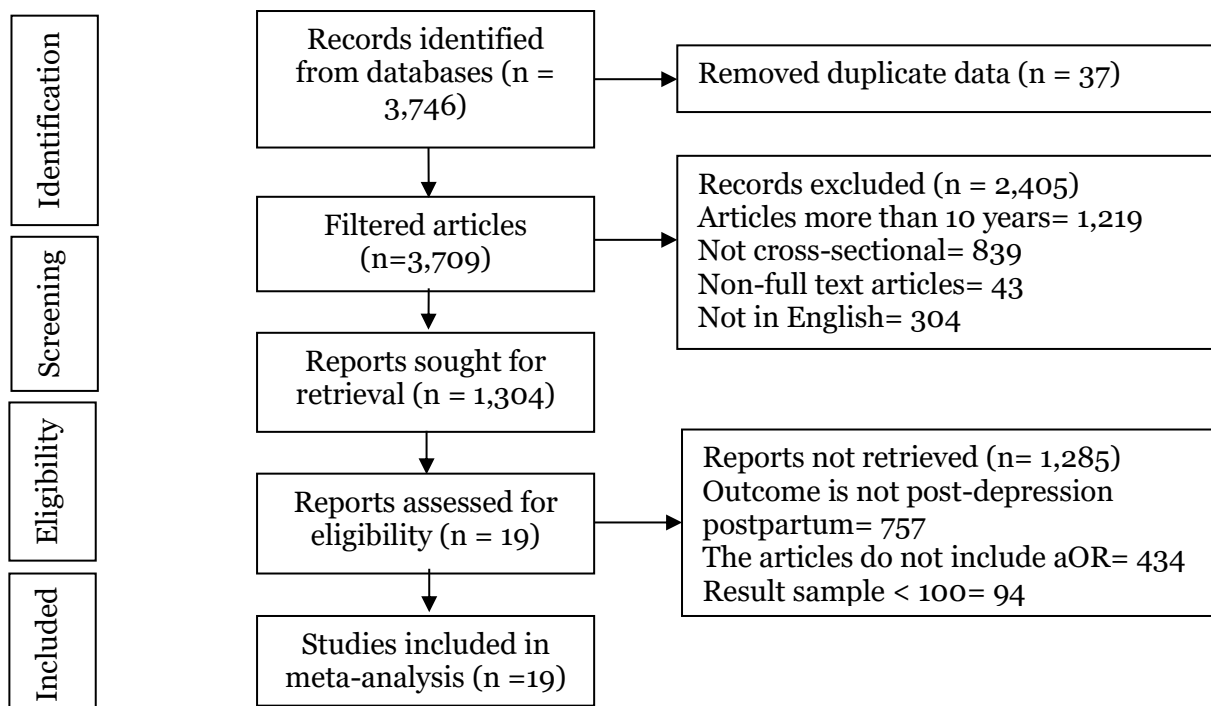 Identification
Records identified
from databases (n =
3,746)
Removed duplicate data (n = 37)
Filtered articles
(n=3,709)
Records excluded (n = 2,405)
Articles more than 10 years= 1,219
Not cross-sectional= 839
Non-full text articles= 43
Not in English= 304
Screening
Reports sought for
retrieval (n = 1,304)
Eligibility
Reports assessed for
eligibility (n = 19)
Reports not retrieved (n= 1,285)
Outcome is not post-depression
postpartum= 757
The articles do not include aOR= 434
Result sample < 100= 94
Included
Studies included in
meta-analysis (n =19)